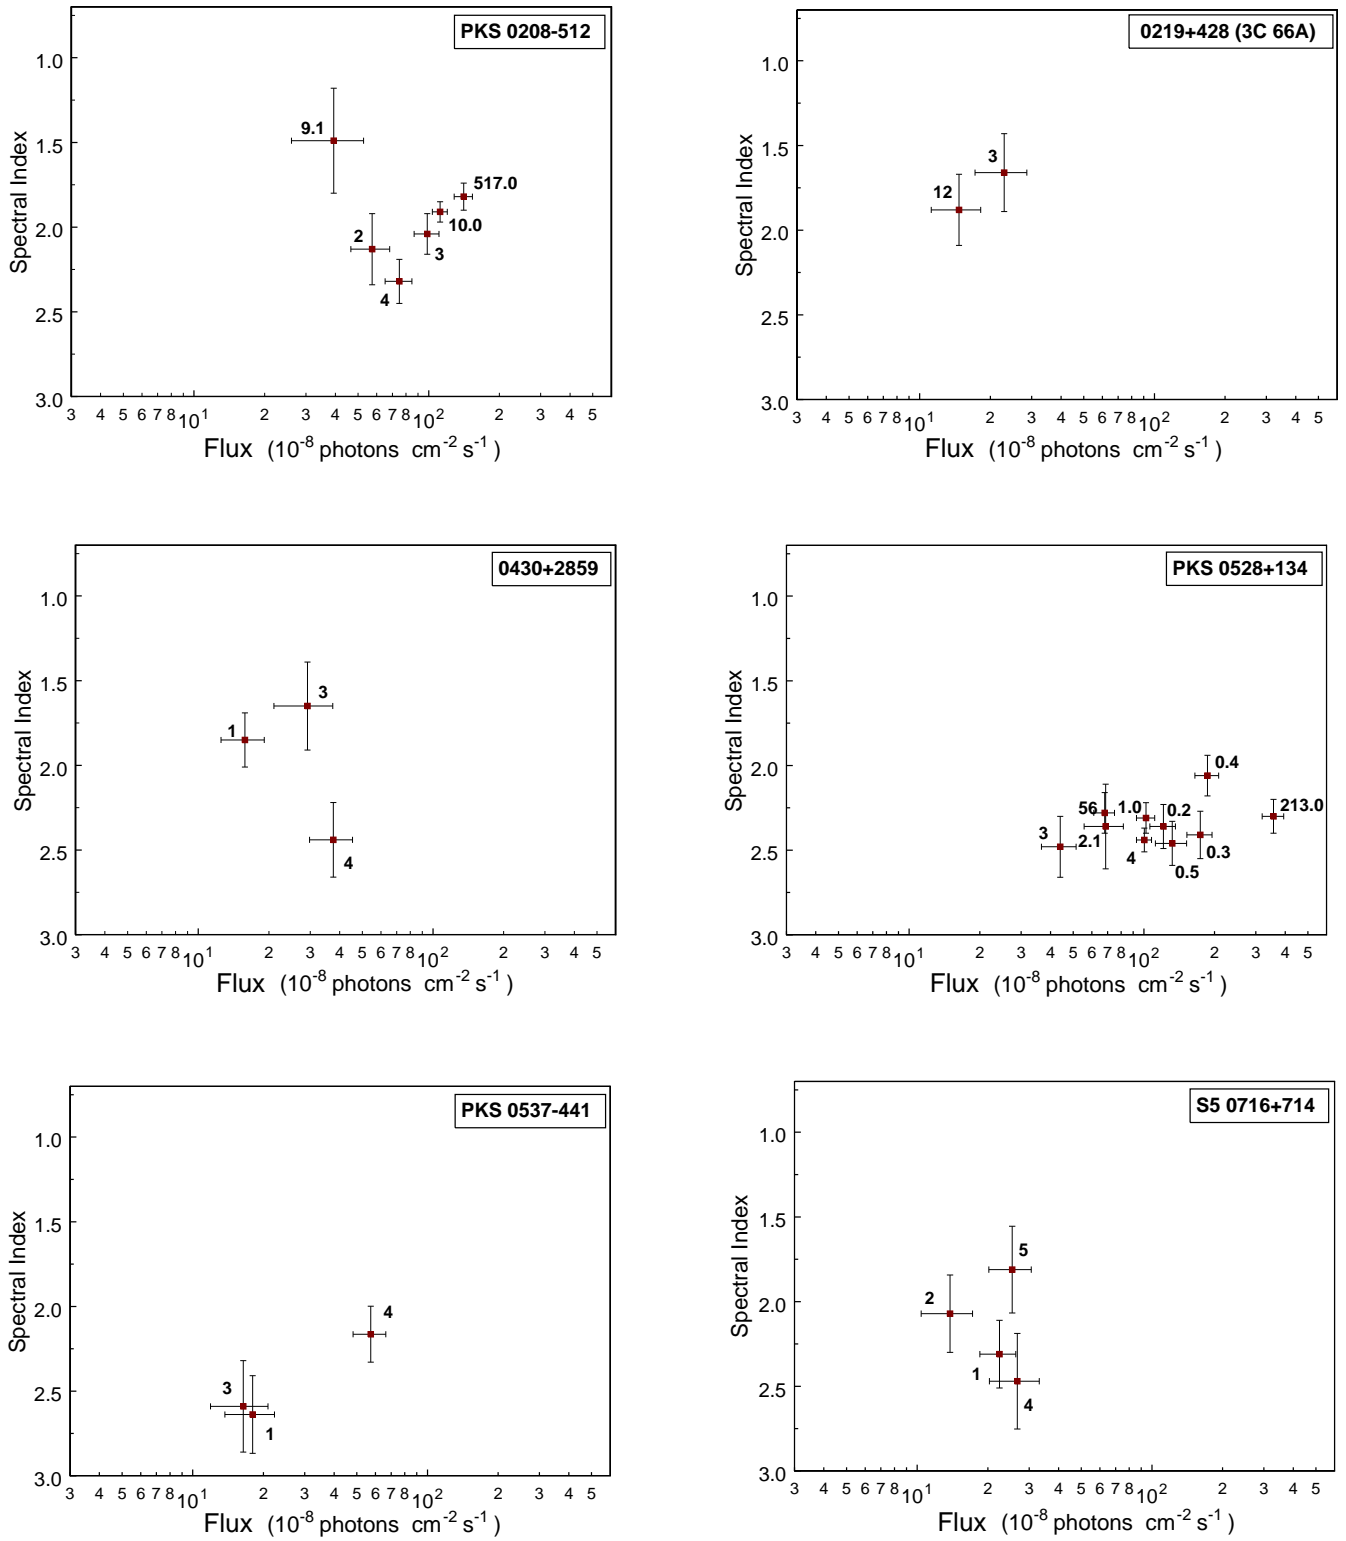 PKS 0208-512
1.0
1.5
2.0
2.5
3.0
Spectral Index
9.1
2
4
3
10.0
517.0
3 4 5 6 7 8 10^1 2 3 4 5 6 7 8 10^2 2 3 4 5
Flux (10^-8 photons cm^-2 s^-1 )
0219+428 (3C 66A)
1.0
1.5
2.0
2.5
3.0
Spectral Index
12
3
3 4 5 6 7 8 10^1 2 3 4 5 6 7 8 10^2 2 3 4 5
Flux (10^-8 photons cm^-2 s^-1 )
0430+2859
1.0
1.5
2.0
2.5
3.0
Spectral Index
1
3
4
3 4 5 6 7 8 10^1 2 3 4 5 6 7 8 10^2 2 3 4 5
Flux (10^-8 photons cm^-2 s^-1 )
PKS 0528+134
1.0
1.5
2.0
2.5
3.0
Spectral Index
0.4
56
1.0
0.2
213.0
3
2.1
4
0.5
0.3
3 4 5 6 7 8 10^1 2 3 4 5 6 7 8 10^2 2 3 4 5
Flux (10^-8 photons cm^-2 s^-1 )
PKS 0537-441
1.0
1.5
2.0
2.5
3.0
Spectral Index
4
3
1
3 4 5 6 7 8 10^1 2 3 4 5 6 7 8 10^2 2 3 4 5
Flux (10^-8 photons cm^-2 s^-1 )
S5 0716+714
1.0
1.5
2.0
2.5
3.0
Spectral Index
5
2
1
4
3 4 5 6 7 8 10^1 2 3 4 5 6 7 8 10^2 2 3 4 5
Flux (10^-8 photons cm^-2 s^-1 )